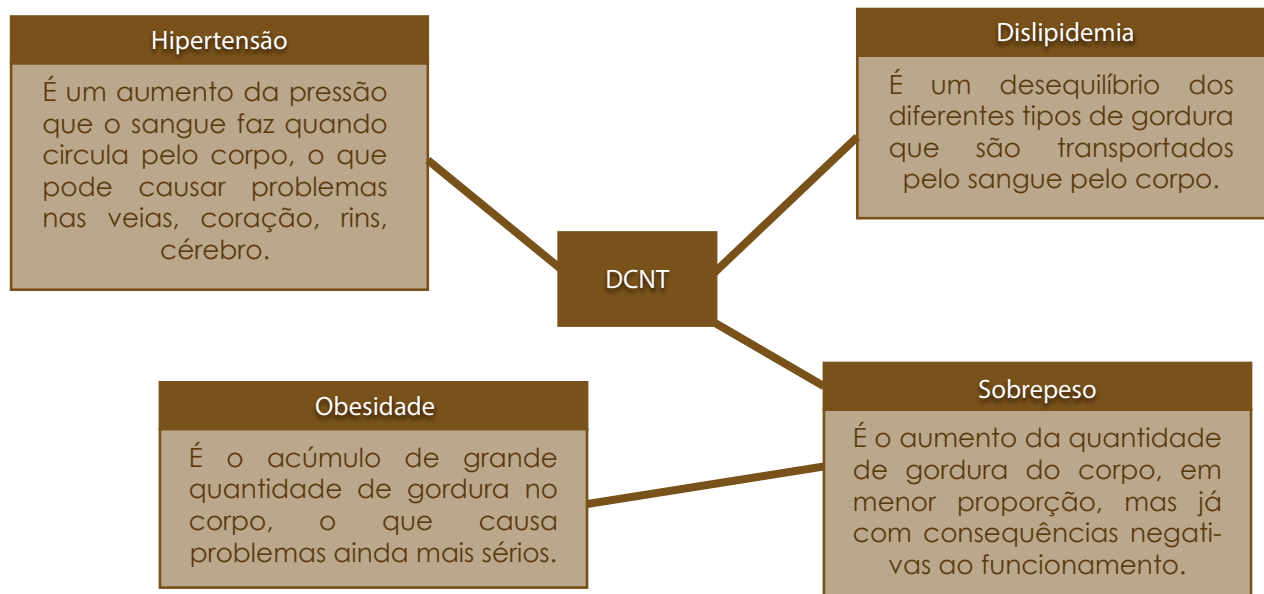 Hipertensão
É um aumento da pressão
que o sangue faz quando
circula pelo corpo, o que
pode causar problemas
nas veias, coração, rins,
cérebro.
Dislipidemia
É um desequilíbrio dos
diferentes tipos de gordura
que são transportados
pelo sangue pelo corpo.
DCNT
Obesidade
É o acúmulo de grande
quantidade de gordura no
corpo, o que causa
problemas ainda mais sérios.
Sobrepeso
É o aumento da quantidade
de gordura do corpo, em
menor proporção, mas já
com consequências negati-
vas ao funcionamento.